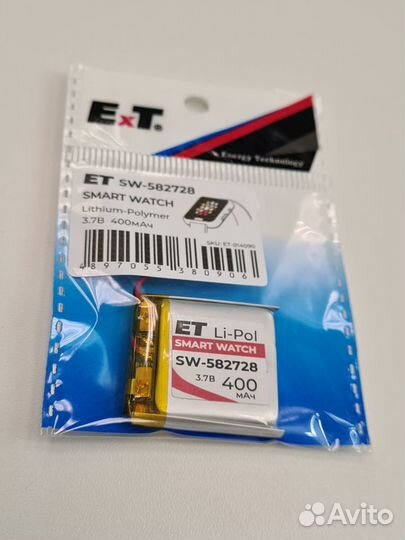 ExT®
Energy Technology
ET SW-582728
SMART WATCH
Lithium-Polymer
3.7В 400мАч
SKU: ET-014090
4897055380906
ET Li-Pol
SMART WATCH
SW-582728
3.7В 400
мАч
Avito